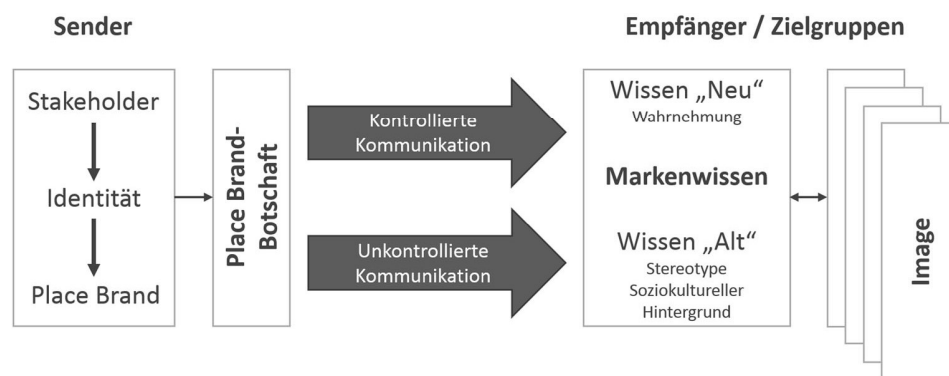 Sender
Empfänger / Zielgruppen
Stakeholder
Identität
Place Brand
Place Brand-
Botschaft
Kontrollierte
Kommunikation
Unkontrollierte
Kommunikation
Wissen „Neu“
Wahrnehmung
Markenwissen
Wissen „Alt“
Stereotype
Soziokultureller
Hintergrund
Image